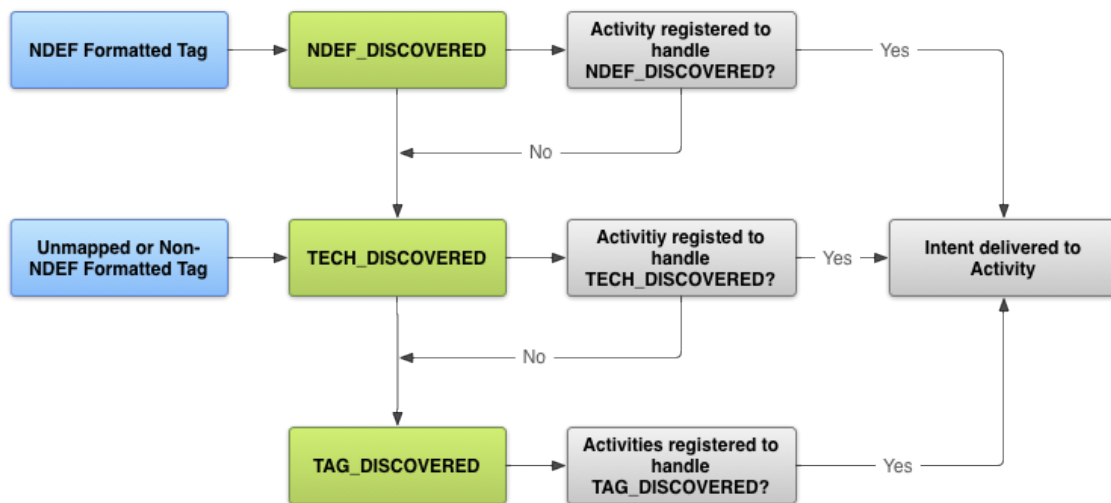 NDEF Formatted Tag
NDEF_DISCOVERED
Activity registered to
handle
NDEF_DISCOVERED?
Yes
No
Unmapped or Non-
NDEF Formatted Tag
TECH_DISCOVERED
Activitiy registed to
handle
TECH_DISCOVERED?
Yes
Intent delivered to
Activity
No
TAG_DISCOVERED
Activities registered to
handle
TAG_DISCOVERED?
Yes